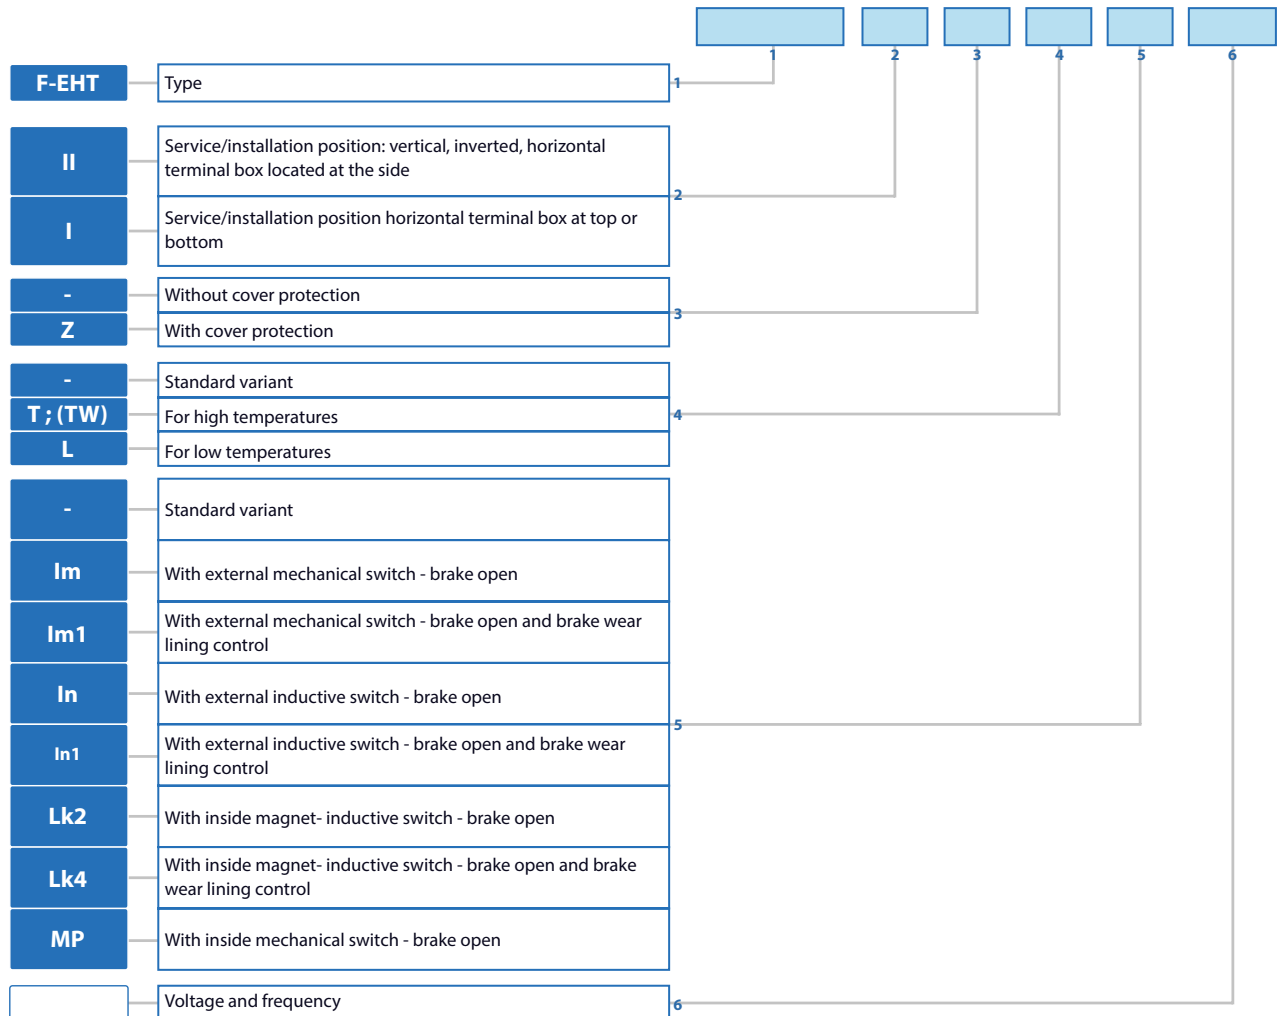 1 2 3 4 5 6
F-EHT Type 1
II Service/installation position: vertical, inverted, horizontal
terminal box located at the side
2
I Service/installation position horizontal terminal box at top or
bottom
- Without cover protection
3
Z With cover protection
- Standard variant
T ; (TW) For high temperatures 4
L For low temperatures
- Standard variant
Im With external mechanical switch - brake open
Im1 With external mechanical switch - brake open and brake wear
lining control
In With external inductive switch - brake open
5
In1 With external inductive switch - brake open and brake wear
lining control
Lk2 With inside magnet- inductive switch - brake open
Lk4 With inside magnet- inductive switch - brake open and brake
wear lining control
MP With inside mechanical switch - brake open
Voltage and frequency 6